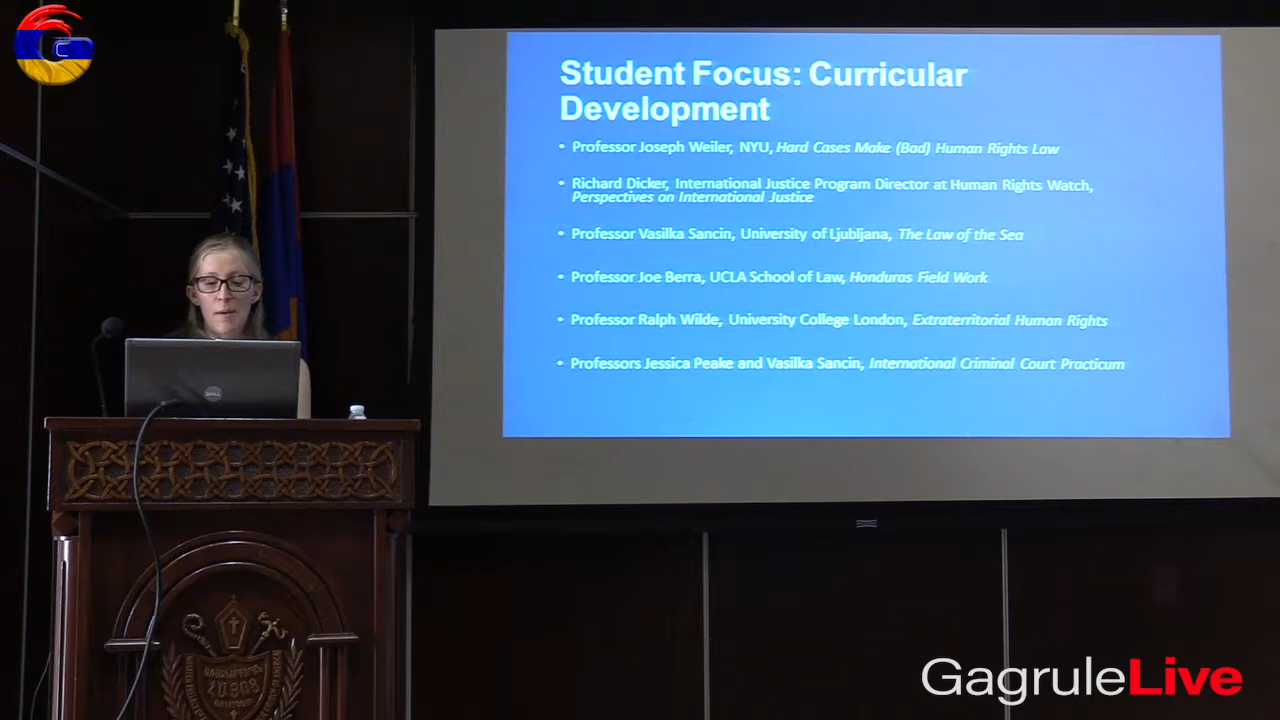 Student Focus: Curricular
Development
• Professor Joseph Weiler, NYU, Hard Cases Make (Bad) Human Rights Law
• Richard Dicker, International Justice Program Director at Human Rights Watch,
Perspectives on International Justice
• Professor Vasilka Sancin, University of Ljubljana, The Law of the Sea
• Professor Joe Berra, UCLA School of Law, Honduras Field Work
• Professor Ralph Wilde, University College London, Extraterritorial Human Rights
• Professors Jessica Peake and Vasilka Sancin, International Criminal Court Practicum
DELL
GagruleLive